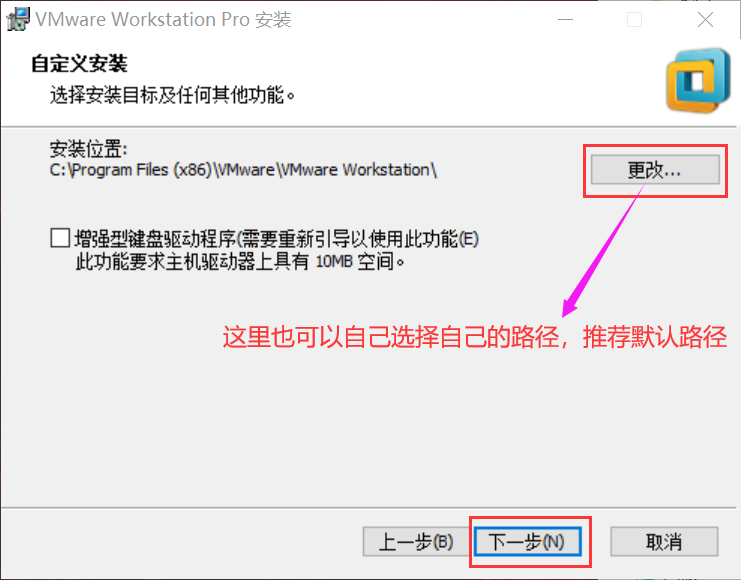 VMware Workstation Pro 安装
自定义安装
选择安装目标及任何其他功能。
安装位置:
C:\Program Files (x86)\VMware\VMware Workstation\
更改...
增强型键盘驱动程序(需要重新引导以使用此功能(E)
此功能要求主机驱动器上具有 10MB 空间。
这里也可以自己选择自己的路径，推荐默认路径
上一步(B)
下一步(N)
取消